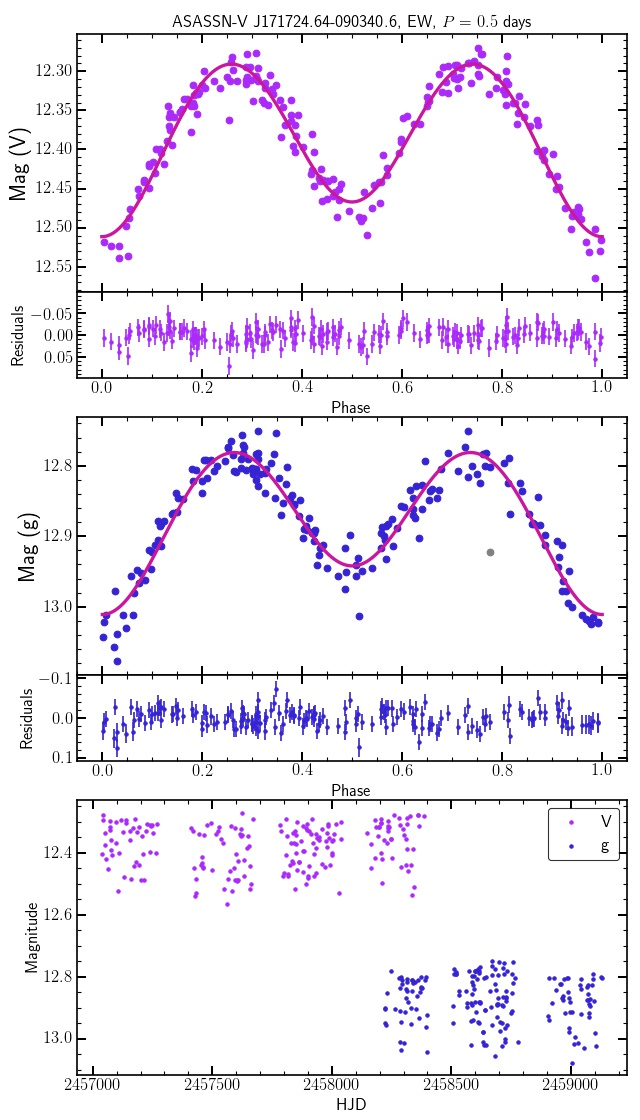 ASASSN-V J171724.64-090340.6, EW, P = 0.5 days
12.30
12.35
12.40
12.45
12.50
12.55
Mag (V)
−0.05
0.00
0.05
Residuals
0.0 0.2 0.4 0.6 0.8 1.0
Phase
12.8
12.9
13.0
Mag (g)
−0.1
0.0
0.1
Residuals
0.0 0.2 0.4 0.6 0.8 1.0
Phase
V
g
12.4
12.6
12.8
13.0
Magnitude
2457000 2457500 2458000 2458500 2459000
HJD